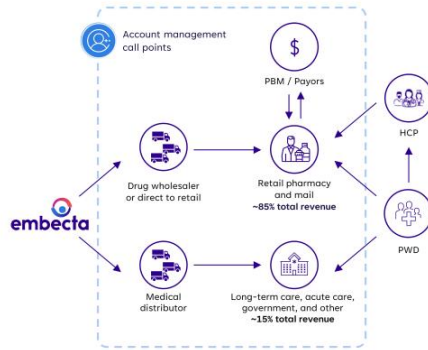 Account management
call points
$
PBM / Payors
HCP
Drug wholesaler
or direct to retail
Retail pharmacy
and mail
~85% total revenue
embecta
PWD
Medical
distributor
Long-term care, acute care,
government, and other
~15% total revenue